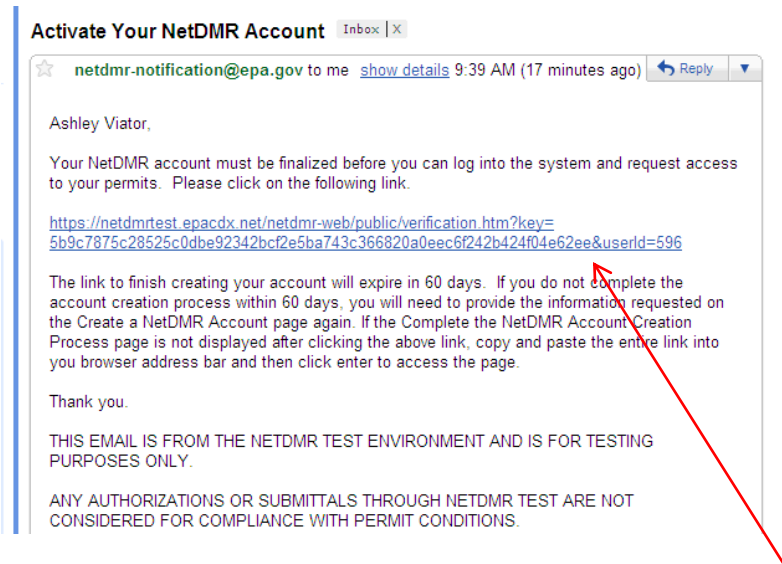 Activate Your NetDMR Account Inbox | X
netdmr-notification@epa.gov to me show details 9:39 AM (17 minutes ago) Reply
Ashley Viator,
Your NetDMR account must be finalized before you can log into the system and request access
to your permits. Please click on the following link.
https://netdmrtest.epacdx.net/netdmr-web/public/verification.htm?key=
5b9c7875c28525c0dbe92342bcf2e5ba743c366820a0eec6f242b424f04e62ee&userId=596
The link to finish creating your account will expire in 60 days. If you do not complete the
account creation process within 60 days, you will need to provide the information requested on
the Create a NetDMR Account page again. If the Complete the NetDMR Account Creation
Process page is not displayed after clicking the above link, copy and paste the entire link into
you browser address bar and then click enter to access the page.
Thank you.
THIS EMAIL IS FROM THE NETDMR TEST ENVIRONMENT AND IS FOR TESTING
PURPOSES ONLY.
ANY AUTHORIZATIONS OR SUBMITTALS THROUGH NETDMR TEST ARE NOT
CONSIDERED FOR COMPLIANCE WITH PERMIT CONDITIONS.